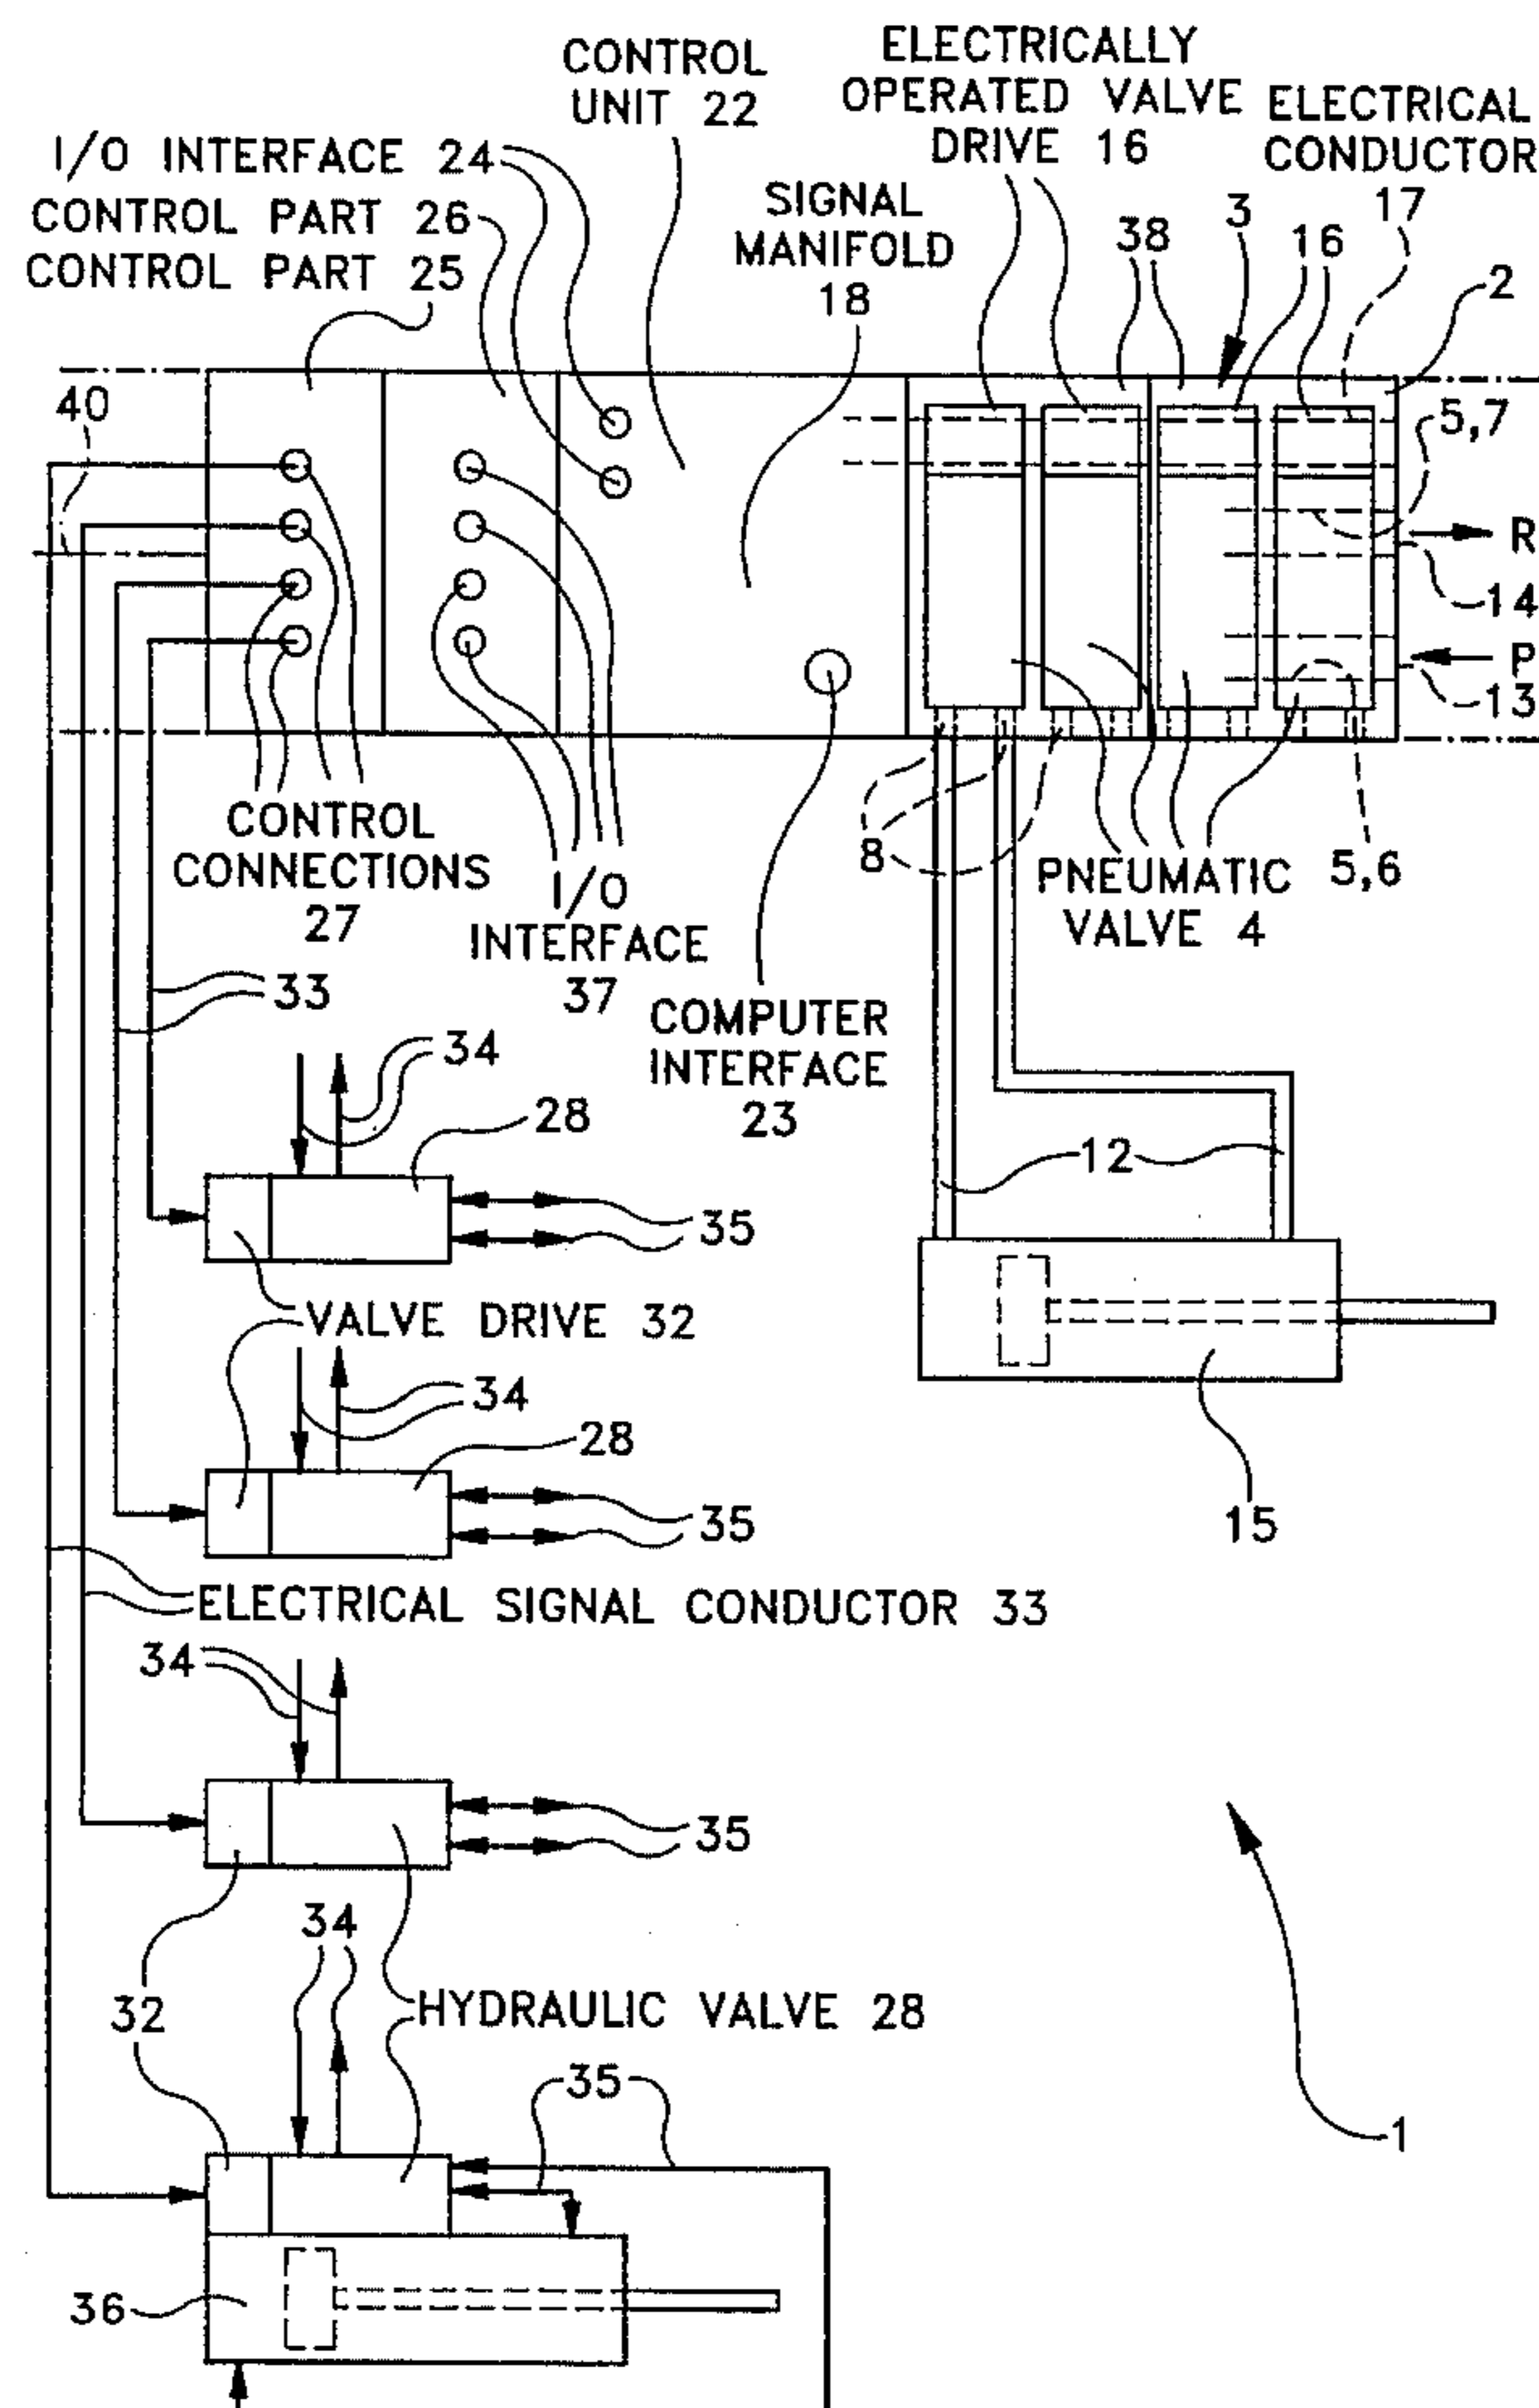 CONTROL
UNIT 22
ELECTRICALLY
OPERATED VALVE
DRIVE 16
ELECTRICAL
CONDUCTOR
17
I/O INTERFACE 24
CONTROL PART 26
CONTROL PART 25
SIGNAL
MANIFOLD
18
38
3
16
2
40
5,7
R
14
P
13
CONTROL
CONNECTIONS
27
I/O
INTERFACE
37
8
PNEUMATIC
VALVE 4
5,6
33
COMPUTER
INTERFACE
23
34
28
35
12
VALVE DRIVE 32
34
28
35
15
ELECTRICAL SIGNAL CONDUCTOR 33
34
35
34
32
HYDRAULIC VALVE 28
35
1
36